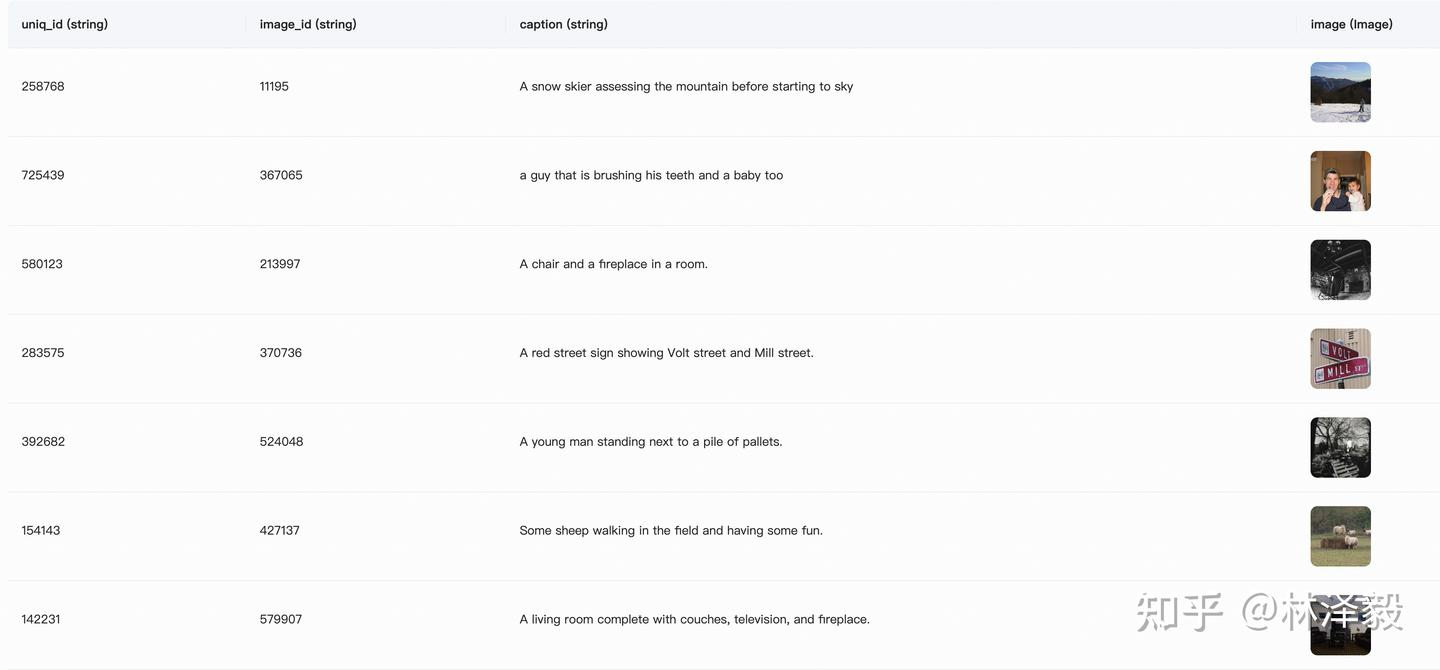 uniq_id (string) image_id (string) caption (string) image (Image)
258768 11195 A snow skier assessing the mountain before starting to sky
725439 367065 a guy that is brushing his teeth and a baby too
580123 213997 A chair and a fireplace in a room.
283575 370736 A red street sign showing Volt street and Mill street.
VOLT
MILL ST
392682 524048 A young man standing next to a pile of pallets.
154143 427137 Some sheep walking in the field and having some fun.
142231 579907 A living room complete with couches, television, and fireplace.
知乎 @林泽毅